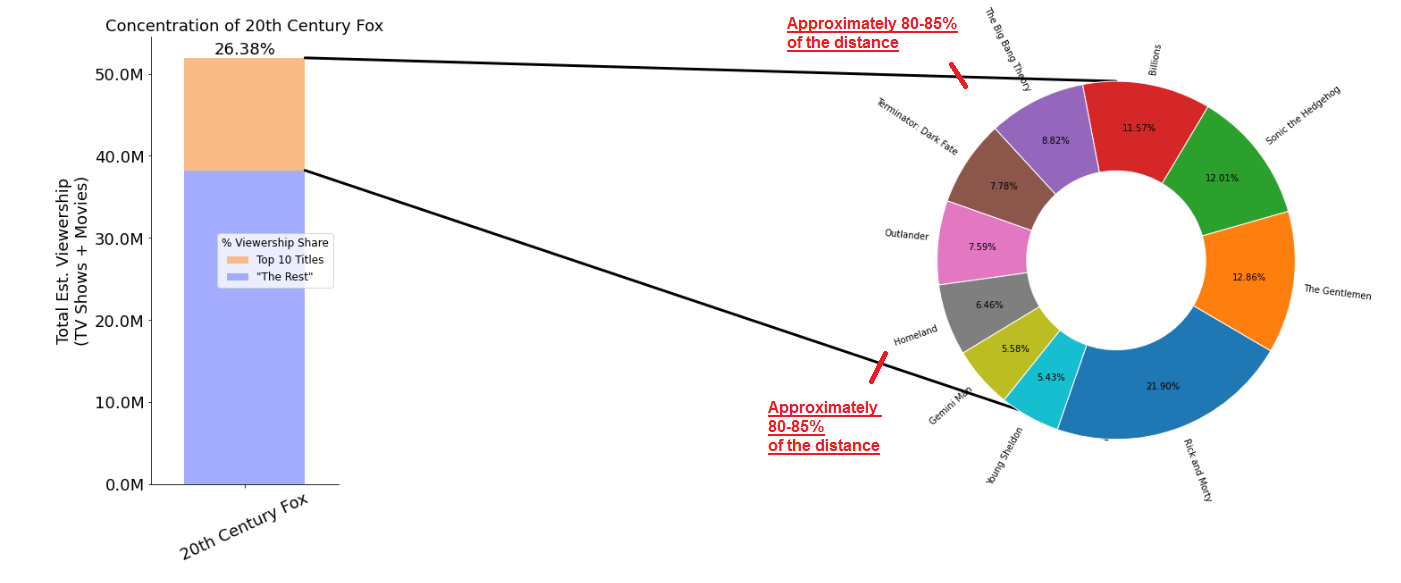 Concentration of 20th Century Fox
26.38%
50.0M
40.0M
30.0M
20.0M
10.0M
0.0M
Total Est. Viewership
(TV Shows + Movies)
% Viewership Share
Top 10 Titles
"The Rest"
20th Century Fox
Approximately 80-85%
of the distance
Approximately
80-85%
of the distance
The Big Bang Theory
8.82%
Billions
11.57%
Sonic the Hedgehog
12.01%
The Gentlemen
12.86%
Rick and Morty
21.90%
Young Sheldon
5.43%
Gemini Man
5.58%
Homeland
6.46%
Outlander
7.59%
Terminator: Dark Fate
7.78%